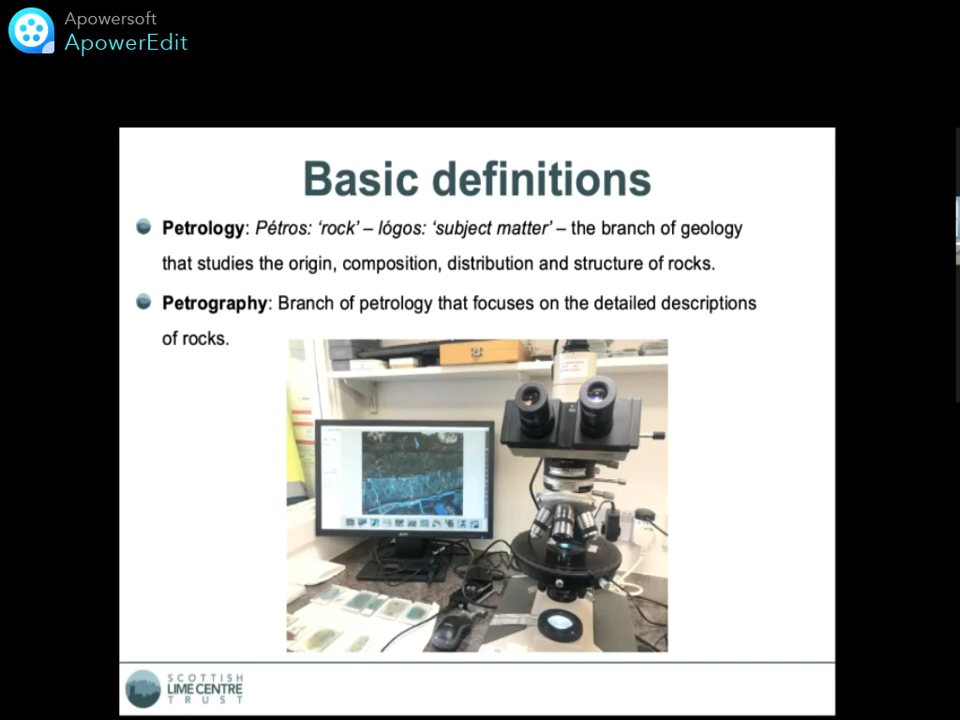 Apowersoft
ApowerEdit
Basic definitions
Petrology: Pétros: ‘rock’ – lógos: ‘subject matter’ – the branch of geology
that studies the origin, composition, distribution and structure of rocks.
Petrography: Branch of petrology that focuses on the detailed descriptions
of rocks.
SCOTTISH
LIME CENTRE
TRUST